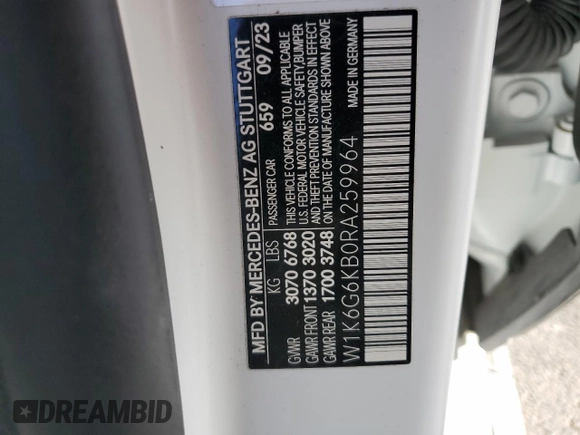 MFD BY MERCEDES-BENZ AG STUTTGART
PASSENGER CAR 659 09/23
KG LBS
GVWR 3070 6768
GAWR FRONT 1370 3020
GAWR REAR 1700 3748
THIS VEHICLE CONFORMS TO ALL APPLICABLE
U.S. FEDERAL MOTOR VEHICLE SAFETY, BUMPER
AND THEFT PREVENTION STANDARDS IN EFFECT
ON THE DATE OF MANUFACTURE SHOWN ABOVE
W1K6G6KB0RA259964
MADE IN GERMANY
DREAMBID